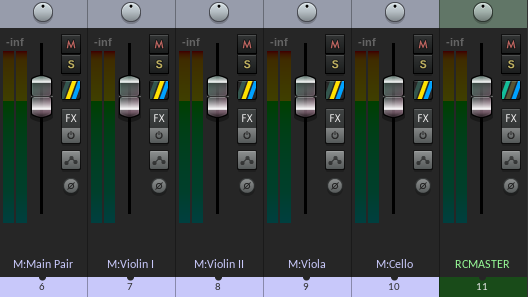 -inf M -inf M -inf M -inf M -inf M -inf M
S S S S S S
FX FX FX FX FX FX
M:Main Pair M:Violin I M:Violin II M:Viola M:Cello RCMASTER
6 7 8 9 10 11